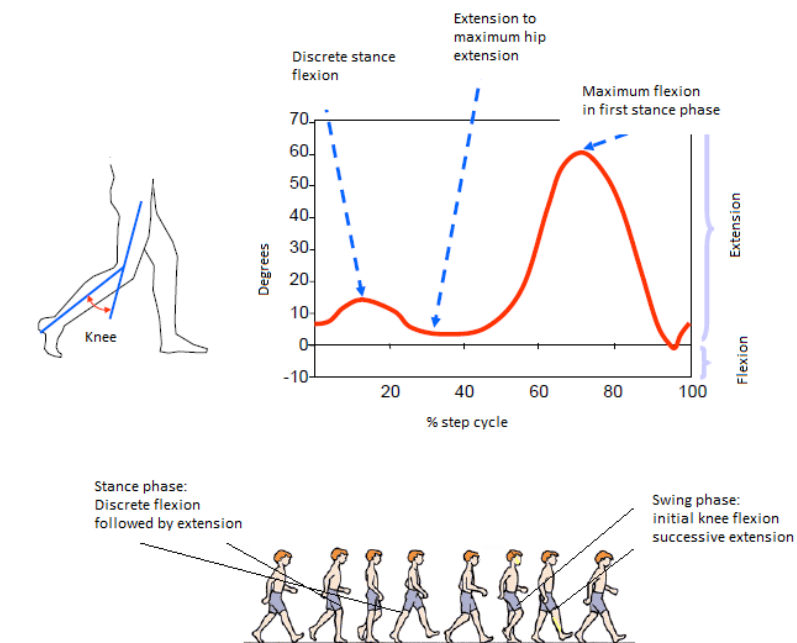 Extension to
maximum hip
extension
Discrete stance
flexion
Maximum flexion
in first stance phase
70
60
50
40
30
20
10
0
-10
Degrees
Extension
Flexion
Knee
20
40
60
80
100
% step cycle
Stance phase:
Discrete flexion
followed by extension
Swing phase:
initial knee flexion
successive extension